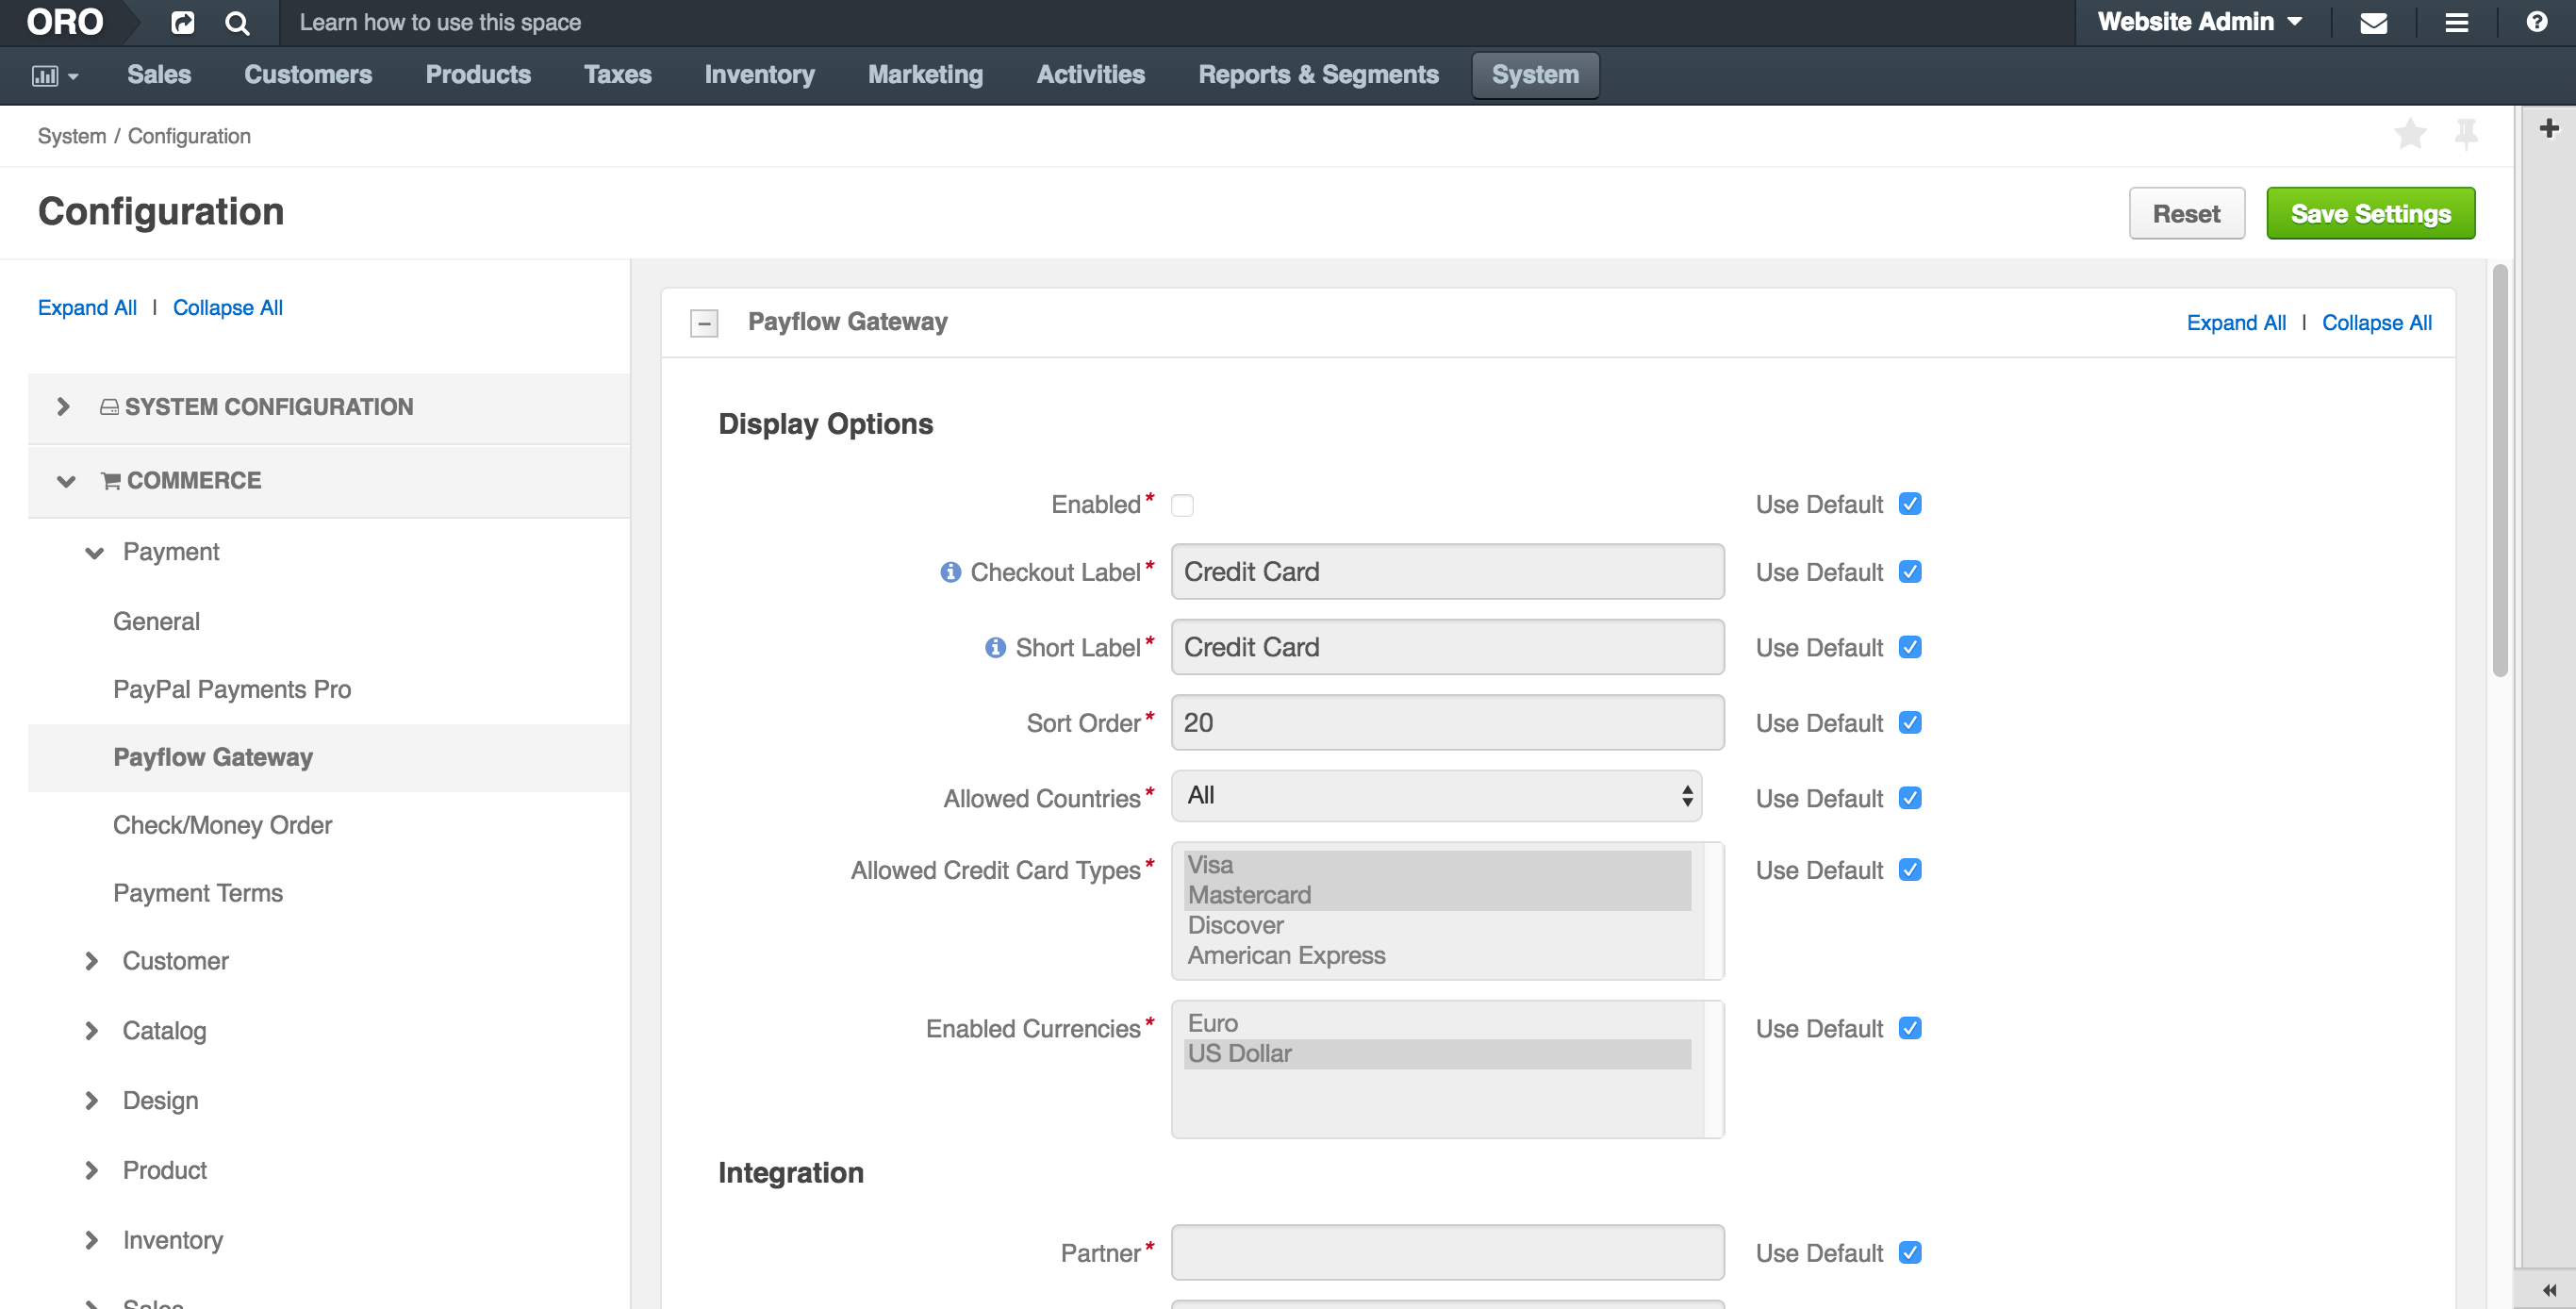 ORO
Learn how to use this space
Website Admin
Sales Customers Products Taxes Inventory Marketing Activities Reports & Segments System
System / Configuration
Configuration
Reset
Save Settings
Expand All | Collapse All
SYSTEM CONFIGURATION
COMMERCE
Payment
General
PayPal Payments Pro
Payflow Gateway
Check/Money Order
Payment Terms
Customer
Catalog
Design
Product
Inventory
Sales
Payflow Gateway
Expand All | Collapse All
Display Options
Enabled* Use Default
Checkout Label* Credit Card Use Default
Short Label* Credit Card Use Default
Sort Order* 20 Use Default
Allowed Countries* All Use Default
Allowed Credit Card Types* Use Default
Visa
Mastercard
Discover
American Express
Enabled Currencies* Use Default
Euro
US Dollar
Integration
Partner* Use Default